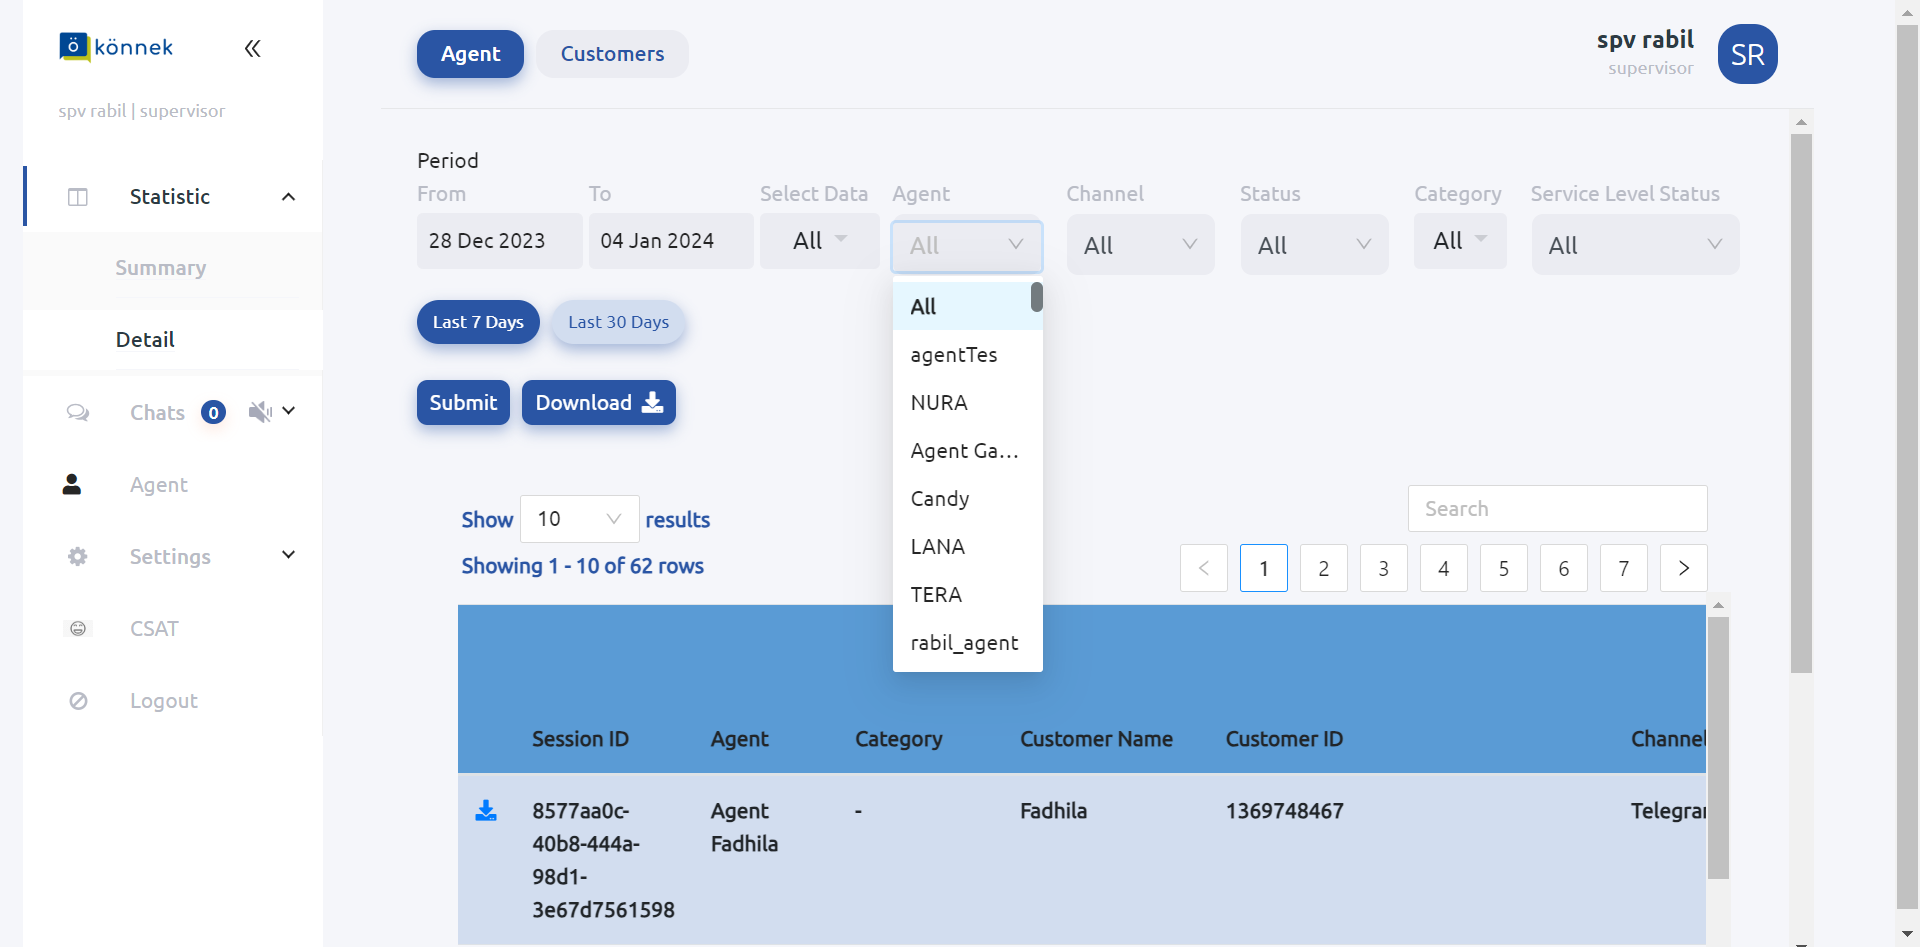 ö könnek
spv rabil | supervisor
Statistic
Summary
Detail
Chats 0
Agent
Settings
CSAT
Logout
Agent Customers
spv rabil
supervisor
SR
Period
From To Select Data Agent Channel Status Category Service Level Status
28 Dec 2023 04 Jan 2024 All All All All All All
Last 7 Days Last 30 Days
Submit Download
All
agentTes
NURA
Agent Ga...
Candy
LANA
TERA
rabil_agent
Show 10 results
Showing 1 - 10 of 62 rows
Search
< 1 2 3 4 5 6 7 >
Session ID Agent Category Customer Name Customer ID Channel
8577aa0c- Agent - Fadhila 1369748467 Telegra
40b8-444a- Fadhila
98d1-
3e67d7561598